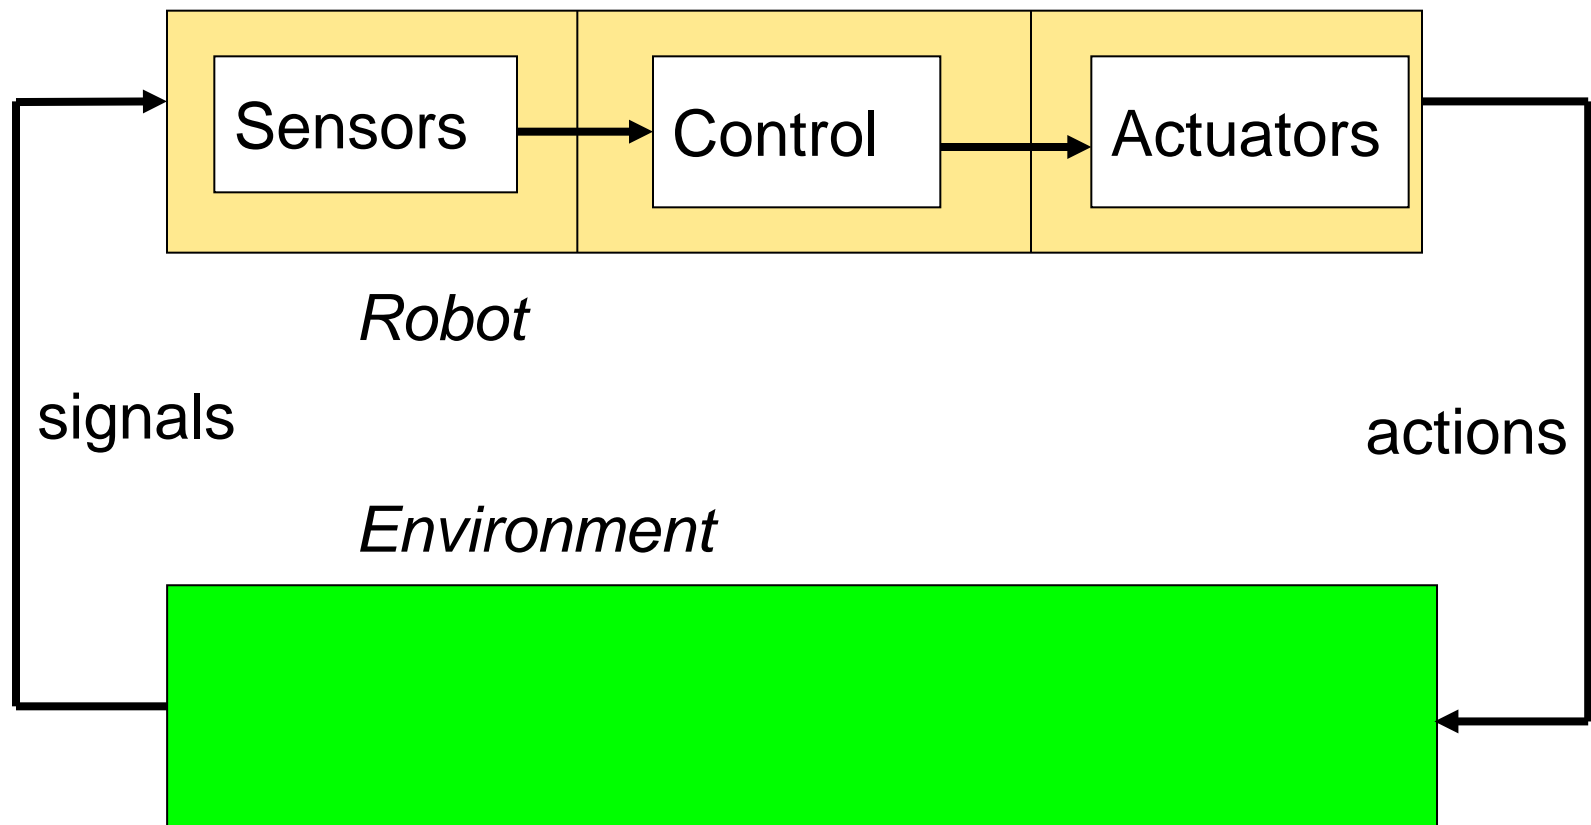 Sensors
Control
Actuators
Robot
signals
actions
Environment